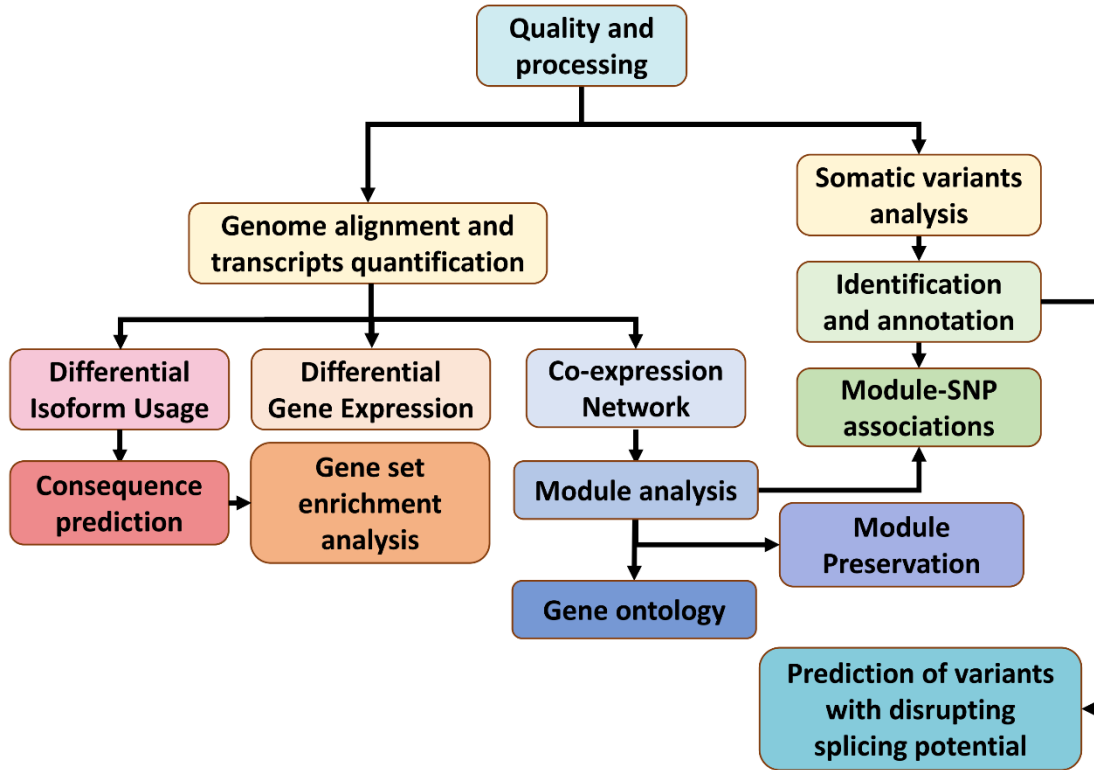 Quality and
processing
Somatic variants
analysis
Genome alignment and
transcripts quantification
Identification
and annotation
Differential
Isoform Usage
Differential
Gene Expression
Co-expression
Network
Module-SNP
associations
Consequence
prediction
Gene set
enrichment
analysis
Module analysis
Module
Preservation
Gene ontology
Prediction of variants
with disrupting
splicing potential